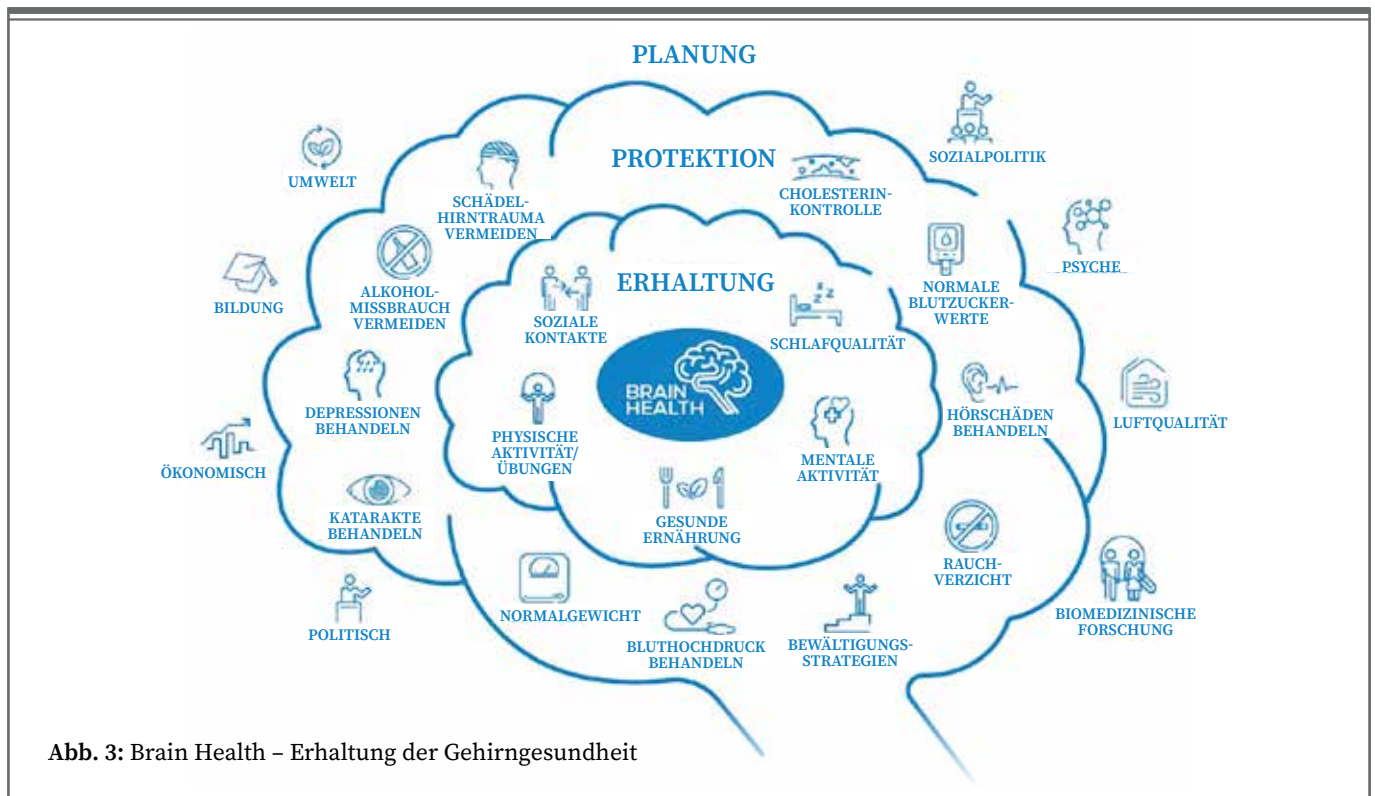 PLANUNG
SOZIALPOLITIK
UMWELT
PROTEKTION
SCHÄDEL-
HIRNTRAUMA
VERMEIDEN
CHOLESTERIN-
KONTROLLE
PSYCHE
BILDUNG
ALKOHOL-
MISSBRAUCH
VERMEIDEN
ERHALTUNG
NORMALE
BLUTZUCKER-
WERTE
SOZIALE
KONTAKTE
SCHLAFQUALITÄT
BRAIN
HEALTH
DEPRESSIONEN
BEHANDELN
HÖRSCHÄDEN
BEHANDELN
LUFTQUALITÄT
ÖKONOMISCH
PHYSISCHE
AKTIVITÄT/
ÜBUNGEN
MENTALE
AKTIVITÄT
KATARAKTE
BEHANDELN
GESUNDE
ERNÄHRUNG
RAUCH-
VERZICHT
POLITISCH
NORMALGEWICHT
BLUTHOCHDRUCK
BEHANDELN
BEWÄLTIGUNGS-
STRATEGIEN
BIOMEDIZINISCHE
FORSCHUNG
Abb. 3: Brain Health – Erhaltung der Gehirngesundheit